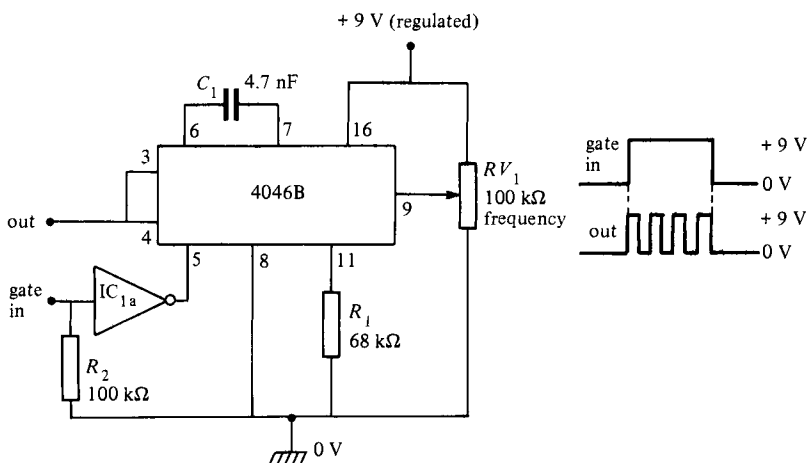 + 9 V (regulated)
C₁ 4.7 nF
6 7 16
3
4046B
9
RV₁
100 kΩ
frequency
out
4
5 8 11
gate
in
IC₁ₐ
R₁
68 kΩ
R₂
100 kΩ
0 V
gate
in
+ 9 V
0 V
out
+ 9 V
0 V